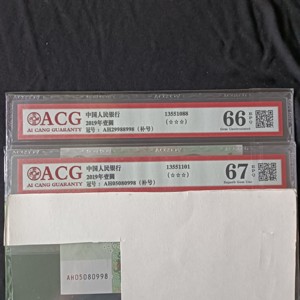 ACG
AI CANG GUARANTY
中国人民银行
2019年壹圆
冠号：AH29980998（补号）
13551088
(☆☆☆)
66
ACG
AI CANG GUARANTY
中国人民银行
2019年壹圆
冠号：AH05080998（补号）
13551101
(☆☆☆)
67
AH05080998